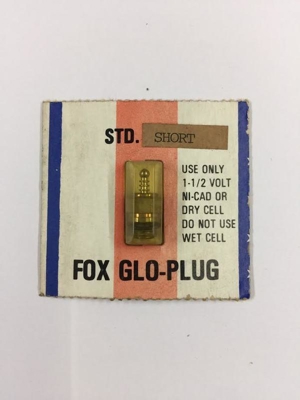 STD. SHORT
USE ONLY
1-1/2 VOLT
NI-CAD OR
DRY CELL
DO NOT USE
WET CELL
FOX GLO-PLUG